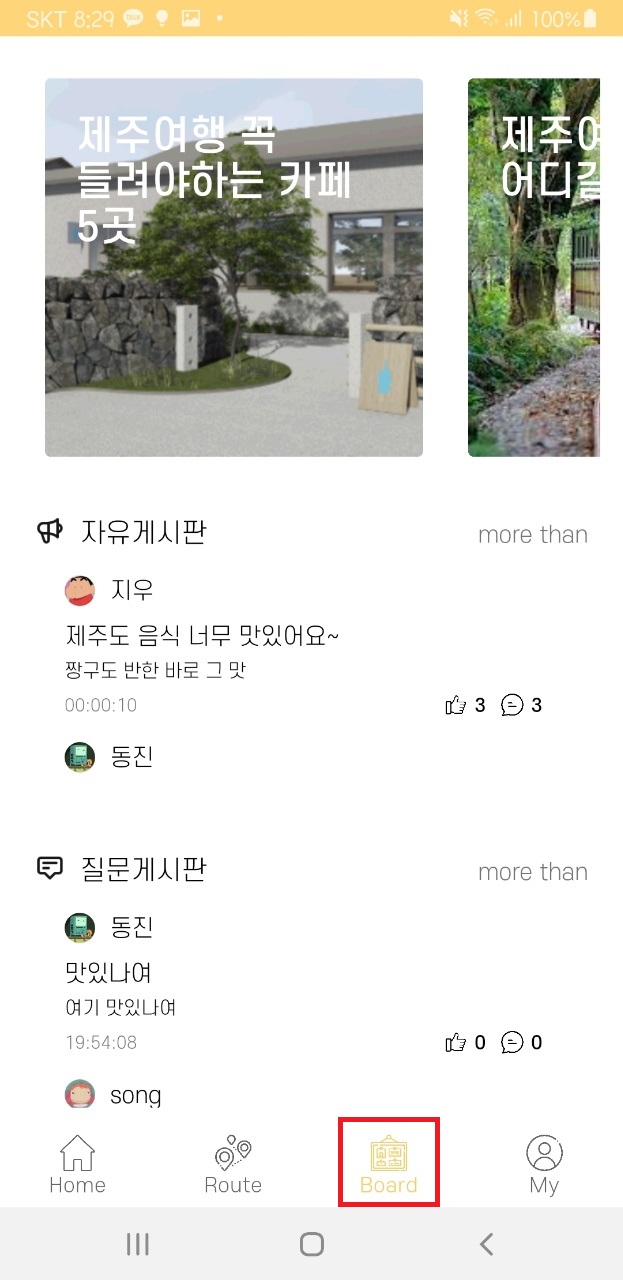 SKT 8:29
100%
제주여행 꼭
들려야하는 카페
5곳
제주여
어디갈
자유게시판
more than
지우
제주도 음식 너무 맛있어요~
짱구도 반한 바로 그 맛
00:00:10
3 3
동진
질문게시판
more than
동진
맛있나여
여기 맛있나여
19:54:08
0 0
song
Home Route Board My